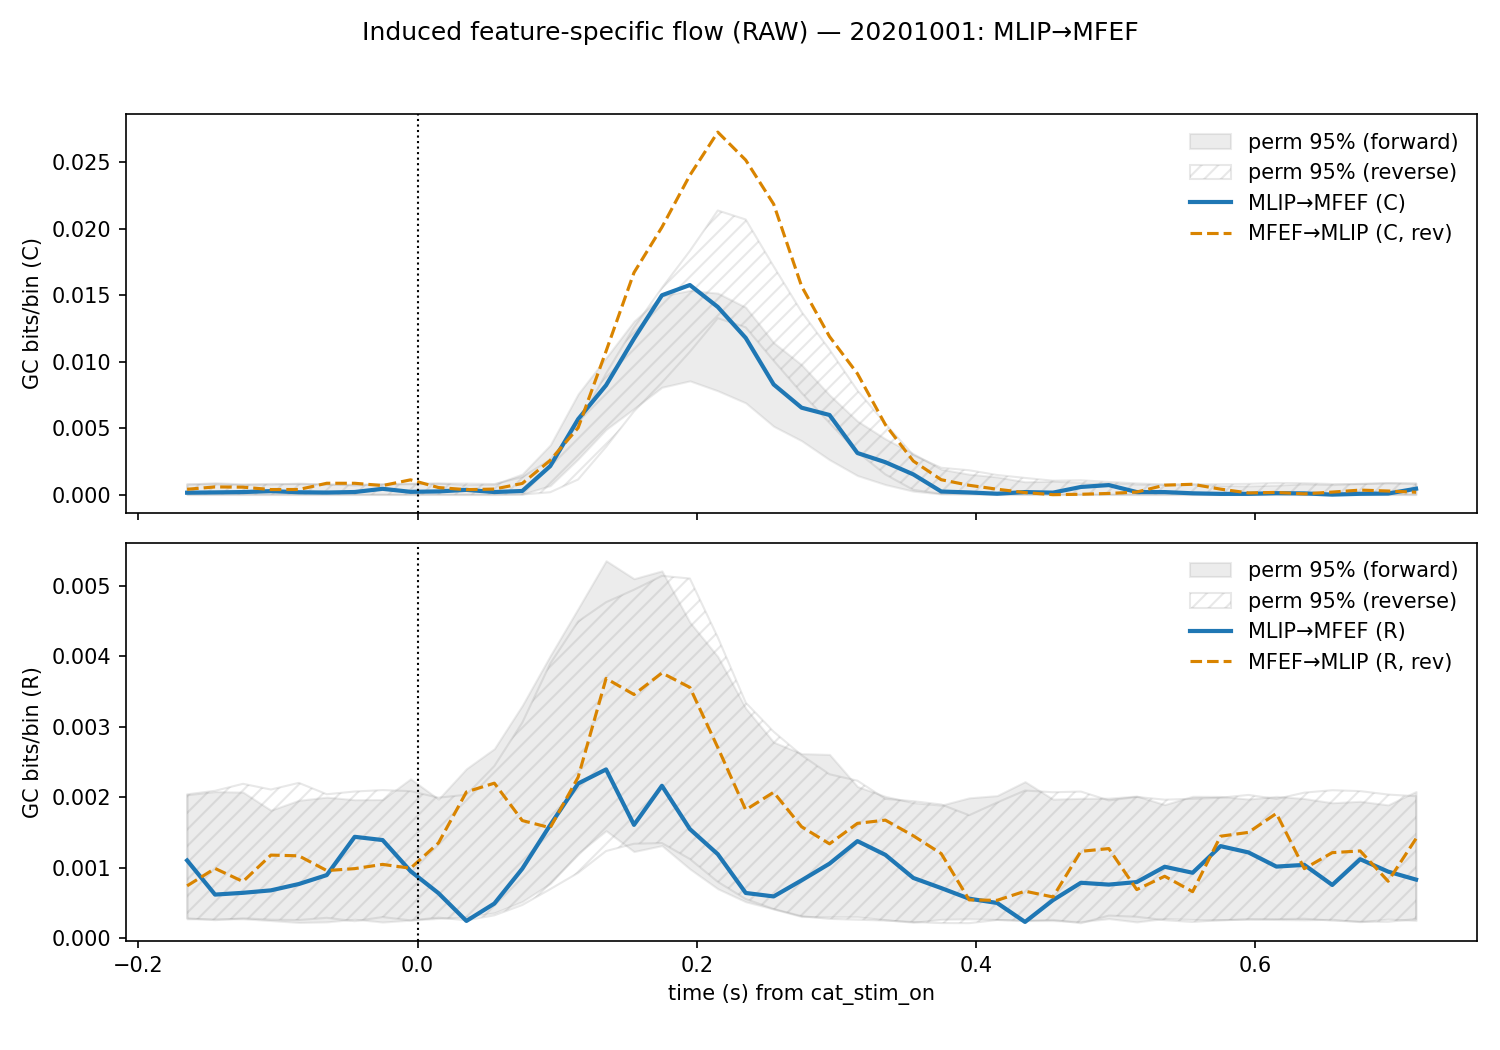 Induced feature-specific flow (RAW) — 20201001: MLIP→MFEF
GC bits/bin (C)
0.025
0.020
0.015
0.010
0.005
0.000
perm 95% (forward)
perm 95% (reverse)
MLIP→MFEF (C)
MFEF→MLIP (C, rev)
GC bits/bin (R)
0.005
0.004
0.003
0.002
0.001
0.000
perm 95% (forward)
perm 95% (reverse)
MLIP→MFEF (R)
MFEF→MLIP (R, rev)
−0.2 0.0 0.2 0.4 0.6
time (s) from cat_stim_on